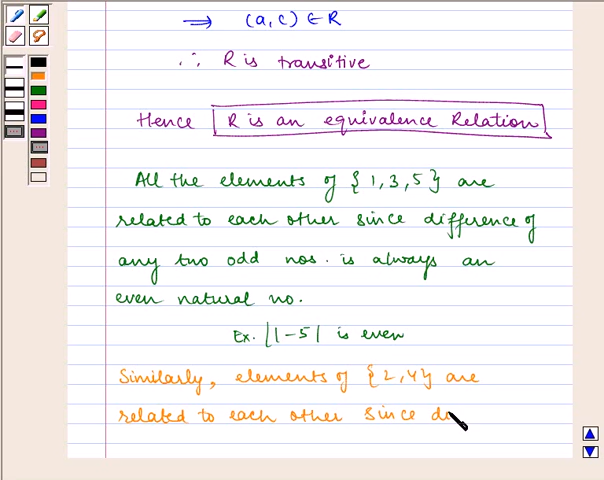 ⇒ (a, c) ∈ R
∴ R is transitive
Hence R is an equivalence Relation
All the elements of {1, 3, 5} are
related to each other since difference of
any two odd nos. is always an
even natural no.
Ex. |1-5| is even
Similarly, elements of {2, 4} are
related to each other since